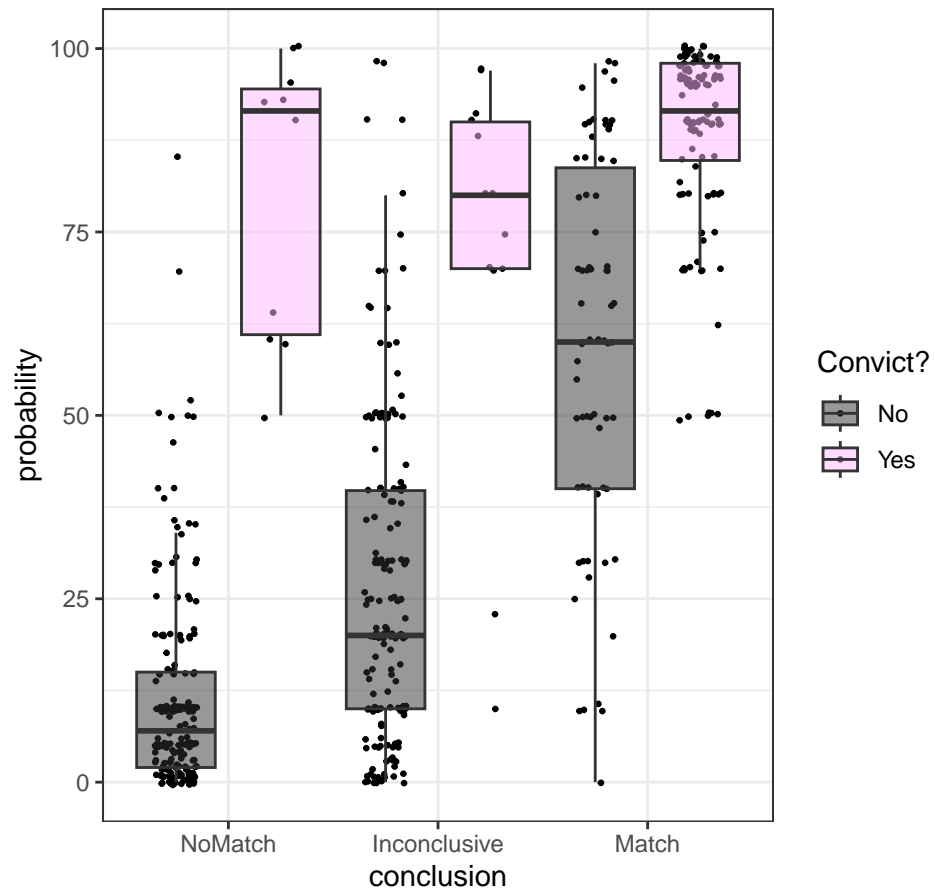 probability
100
75
50
25
0
NoMatch
Inconclusive
Match
conclusion
Convict?
No
Yes